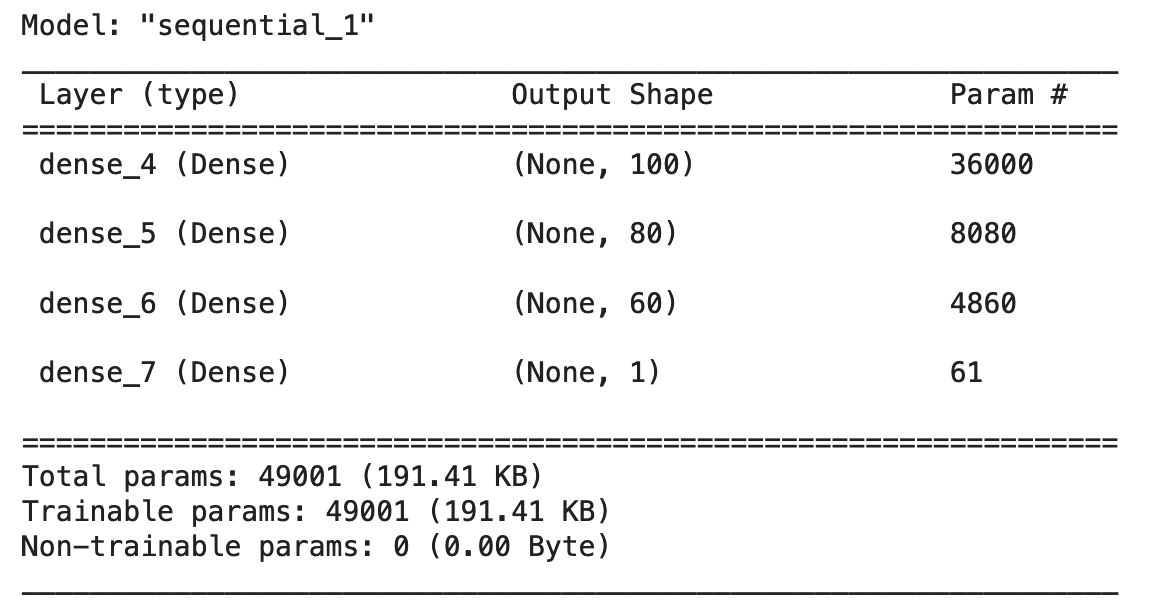 Model: "sequential_1"
_________________________________________________________________
Layer (type) Output Shape Param #
=================================================================
dense_4 (Dense) (None, 100) 36000
dense_5 (Dense) (None, 80) 8080
dense_6 (Dense) (None, 60) 4860
dense_7 (Dense) (None, 1) 61
=================================================================
Total params: 49001 (191.41 KB)
Trainable params: 49001 (191.41 KB)
Non-trainable params: 0 (0.00 Byte)
_________________________________________________________________